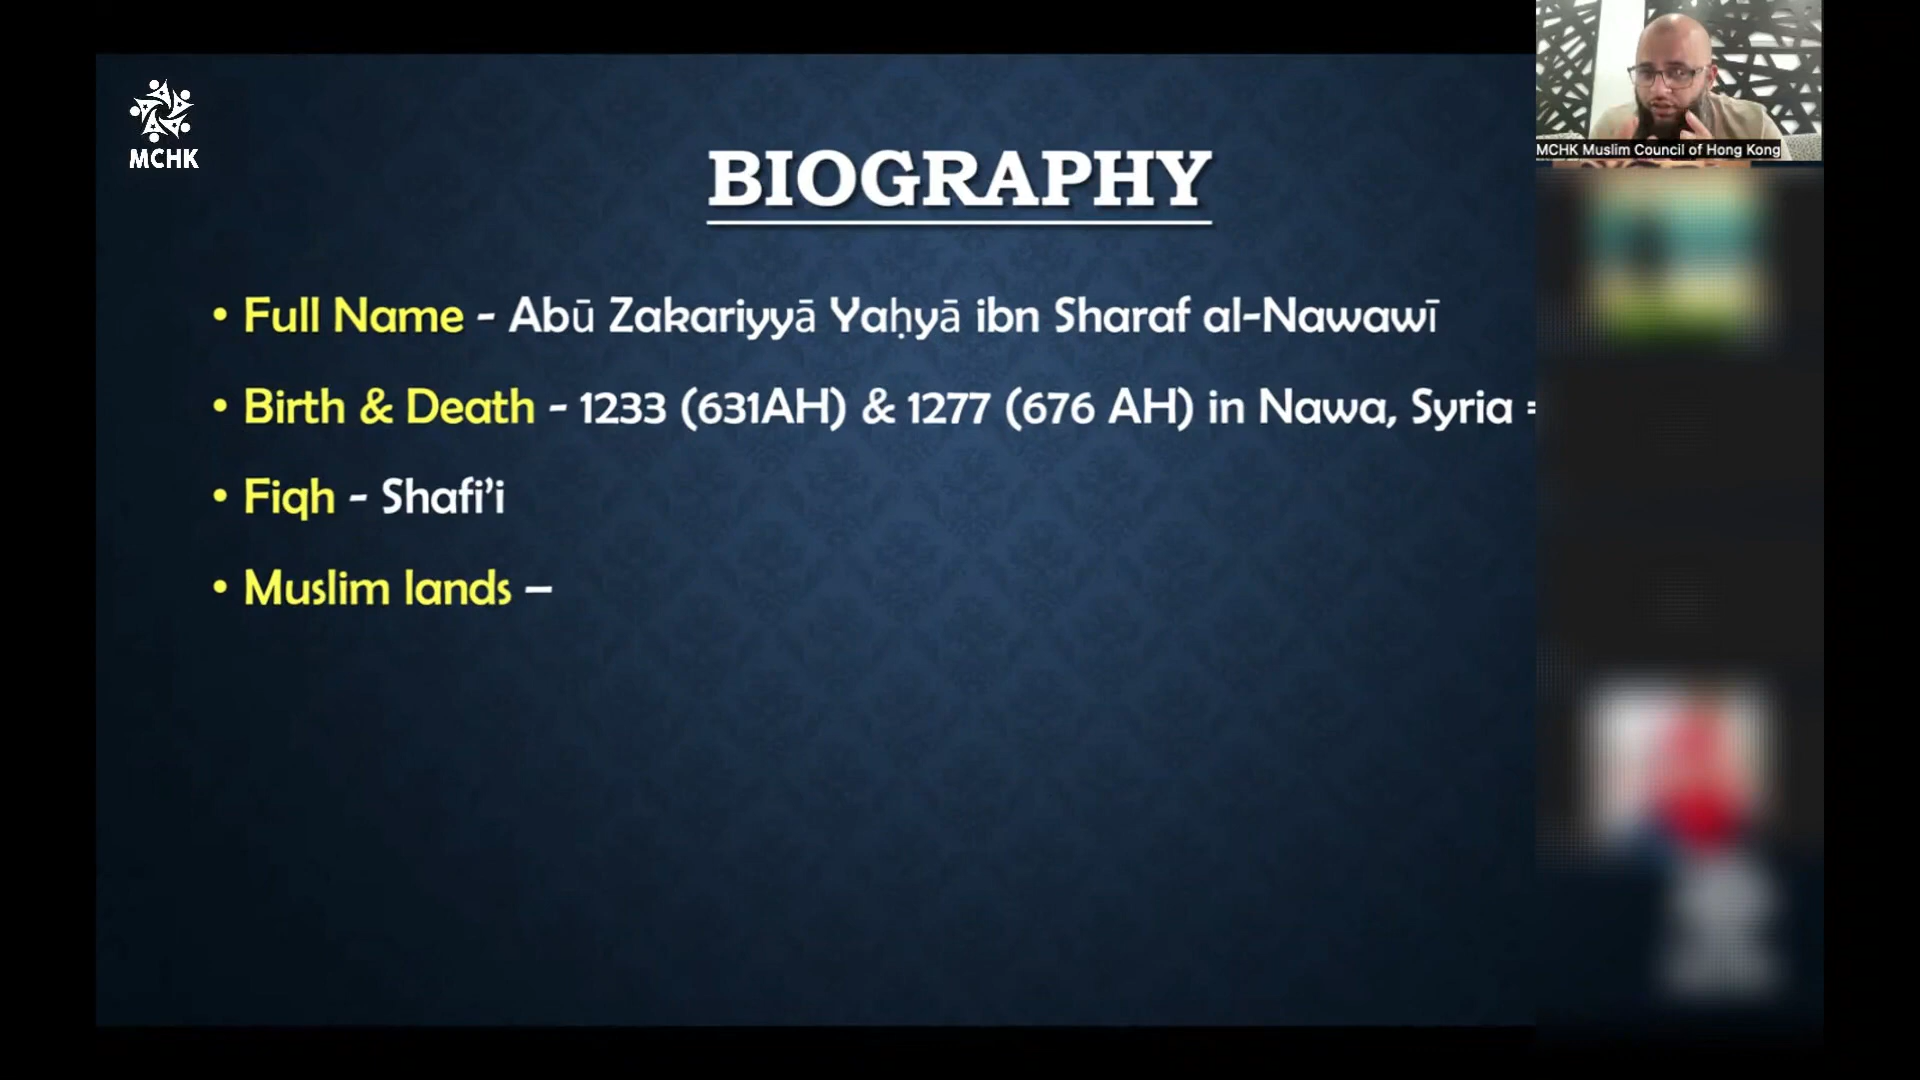 MCHK
BIOGRAPHY
• Full Name - Abū Zakariyyā Yaḥyā ibn Sharaf al-Nawawī
• Birth & Death - 1233 (631AH) & 1277 (676 AH) in Nawa, Syria =
• Fiqh - Shafi’i
• Muslim lands –
MCHK Muslim Council of Hong Kong